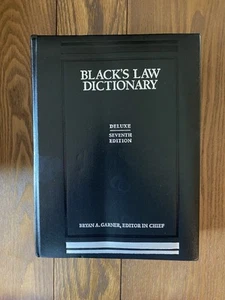 BLACK'S LAW
DICTIONARY
DELUXE
SEVENTH
EDITION
BRYAN A. GARNER, EDITOR IN CHIEF